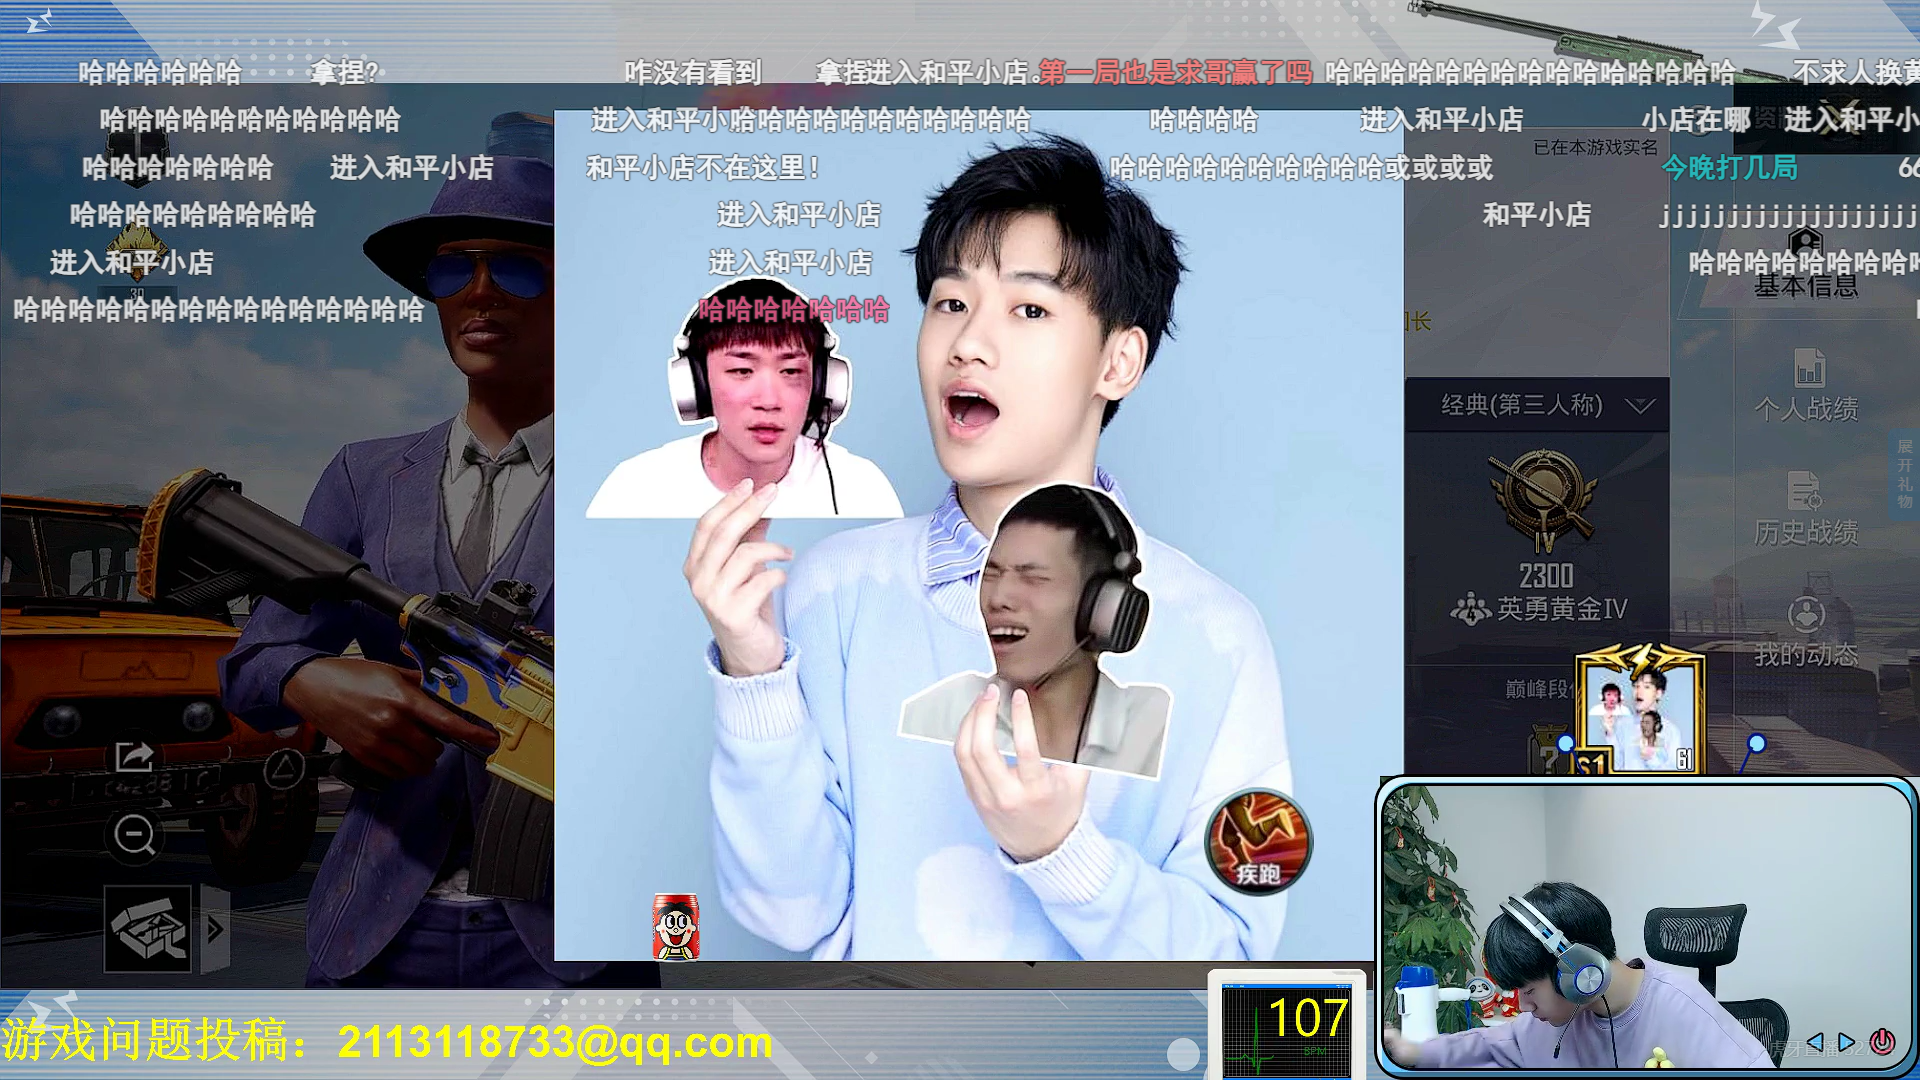 哈哈哈哈哈哈 拿捏? 咋没有看到 拿捏进入和平小店。第一局也是求哥赢了吗 哈哈哈哈哈哈哈哈哈哈哈哈哈哈哈 不求人换黄
哈哈哈哈哈哈哈哈哈哈哈 进入和平小哈哈哈哈哈哈哈哈哈哈哈 哈哈哈哈 进入和平小店 小店在哪 进入和平小
已在本游戏实名
哈哈哈哈哈哈哈 进入和平小店 和平小店不在这里! 哈哈哈哈哈哈哈哈哈哈或或或或 今晚打几局
哈哈哈哈哈哈哈哈哈 进入和平小店 和平小店 jjjjjjjjjjjjjjjjjjj
进入和平小店 进入和平小店 哈哈哈哈哈哈哈哈
基本信息
30
哈哈哈哈哈哈哈哈哈哈哈哈哈哈哈 哈哈哈哈哈哈哈
长
经典(第三人称)
个人战绩
展开礼物
IV
历史战绩
2300
英勇黄金IV
我的动态
巅峰段
S1
61
疾跑
107
BPM
游戏问题投稿：2113118733@qq.com
虎牙直播